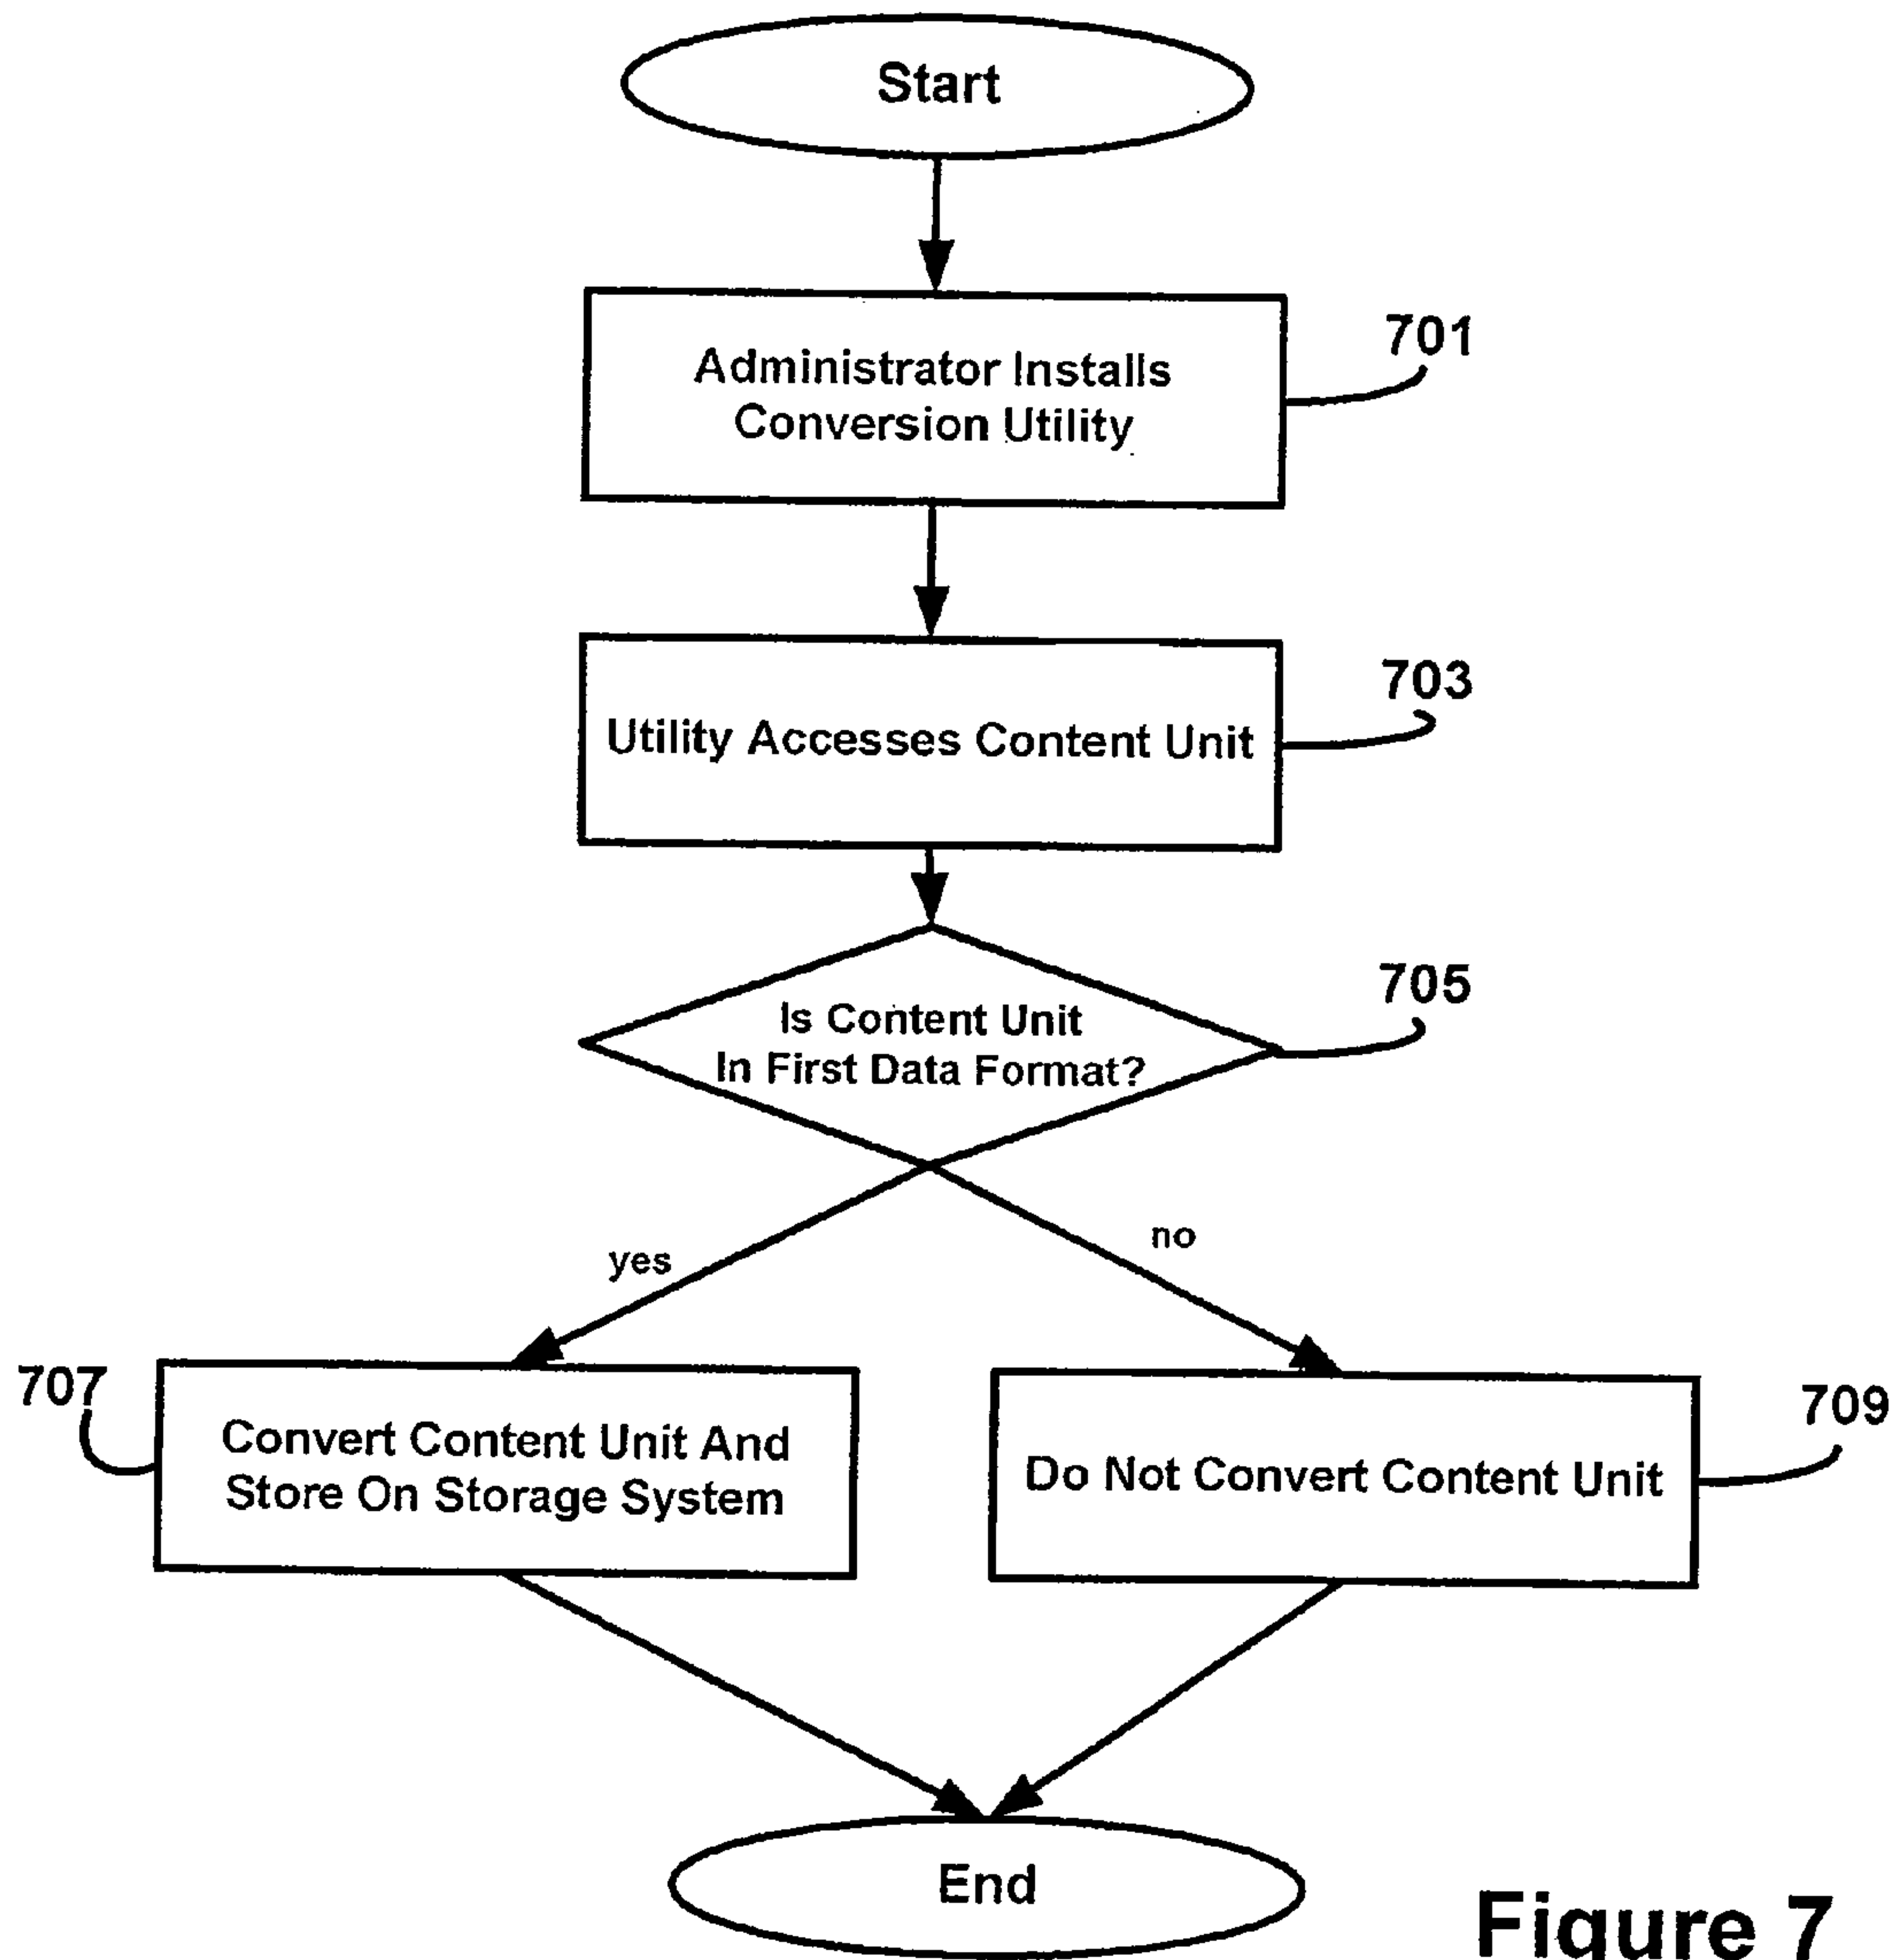 Start
Administrator Installs
Conversion Utility
701
Utility Accesses Content Unit
703
Is Content Unit
In First Data Format?
705
yes
no
707
Convert Content Unit And
Store On Storage System
Do Not Convert Content Unit
709
End
Figure 7